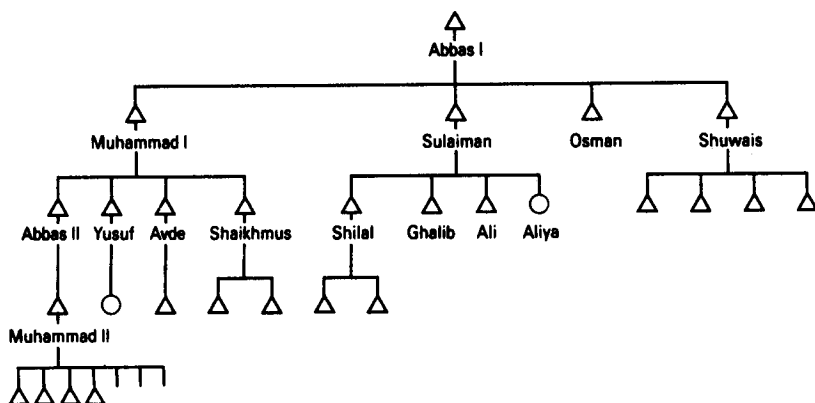 Abbas I
Muhammad I Sulaiman Osman Shuwais
Abbas II Yusuf Avde Shaikhmus Shilal Ghalib Ali Aliya
Muhammad II